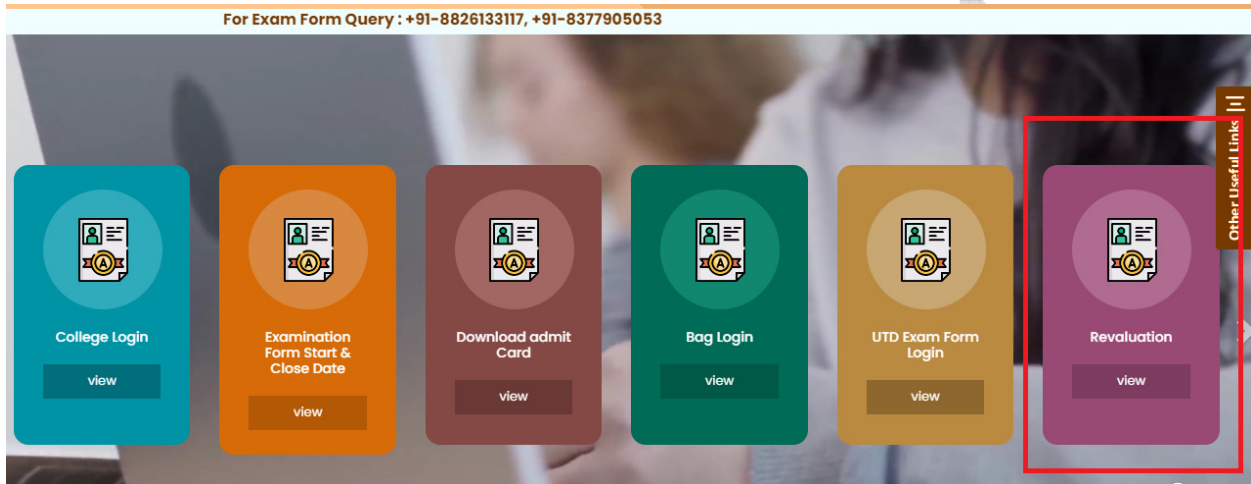 For Exam Form Query : +91-8826133117, +91-8377905053
Other Useful Links
College Login
view
Examination
Form Start &
Close Date
view
Download admit
Card
view
Bag Login
view
UTD Exam Form
Login
view
Revaluation
view